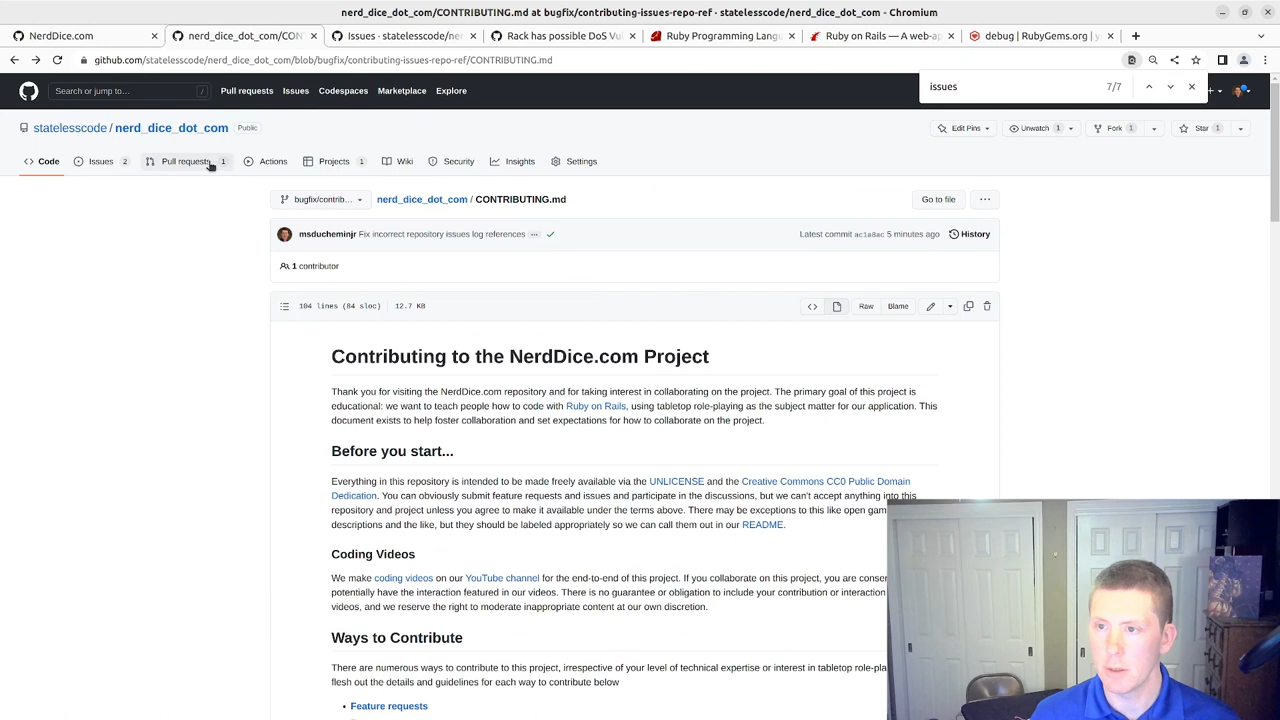 nerd_dice_dot_com/CONTRIBUTING.md at bugfix/contributing-issues-repo-ref - statelesscode/nerd_dice_dot_com - Chromium
NerdDice.com
nerd_dice_dot_com/CON
Issues · statelesscode/ner
Rack has possible DoS Vul
Ruby Programming Langu
Ruby on Rails — A web-ap
debug | RubyGems.org | y
github.com/statelesscode/nerd_dice_dot_com/blob/bugfix/contributing-issues-repo-ref/CONTRIBUTING.md
issues 7/7
Search or jump to... / Pull requests Issues Codespaces Marketplace Explore
statelesscode / nerd_dice_dot_com Public
Edit Pins Unwatch 1 Fork 1 Star 1
Code Issues 2 Pull requests 1 Actions Projects 1 Wiki Security Insights Settings
bugfix/contrib... nerd_dice_dot_com / CONTRIBUTING.md Go to file ...
msducheminjr Fix incorrect repository issues log references ... Latest commit ac1a8ac 5 minutes ago History
1 contributor
104 lines (84 sloc) 12.7 KB Raw Blame
Contributing to the NerdDice.com Project
Thank you for visiting the NerdDice.com repository and for taking interest in collaborating on the project. The primary goal of this project is
educational: we want to teach people how to code with Ruby on Rails, using tabletop role-playing as the subject matter for our application. This
document exists to help foster collaboration and set expectations for how to collaborate on the project.
Before you start...
Everything in this repository is intended to be made freely available via the UNLICENSE and the Creative Commons CC0 Public Domain
Dedication. You can obviously submit feature requests and issues and participate in the discussions, but we can't accept anything into this
repository and project unless you agree to make it available under the terms above. There may be exceptions to this like open gam
descriptions and the like, but they should be labeled appropriately so we can call them out in our README.
Coding Videos
We make coding videos on our YouTube channel for the end-to-end of this project. If you collaborate on this project, you are conser
potentially have the interaction featured in our videos. There is no guarantee or obligation to include your contribution or interaction
videos, and we reserve the right to moderate inappropriate content at our own discretion.
Ways to Contribute
There are numerous ways to contribute to this project, irrespective of your level of technical expertise or interest in tabletop role-pla
flesh out the details and guidelines for each way to contribute below
• Feature requests